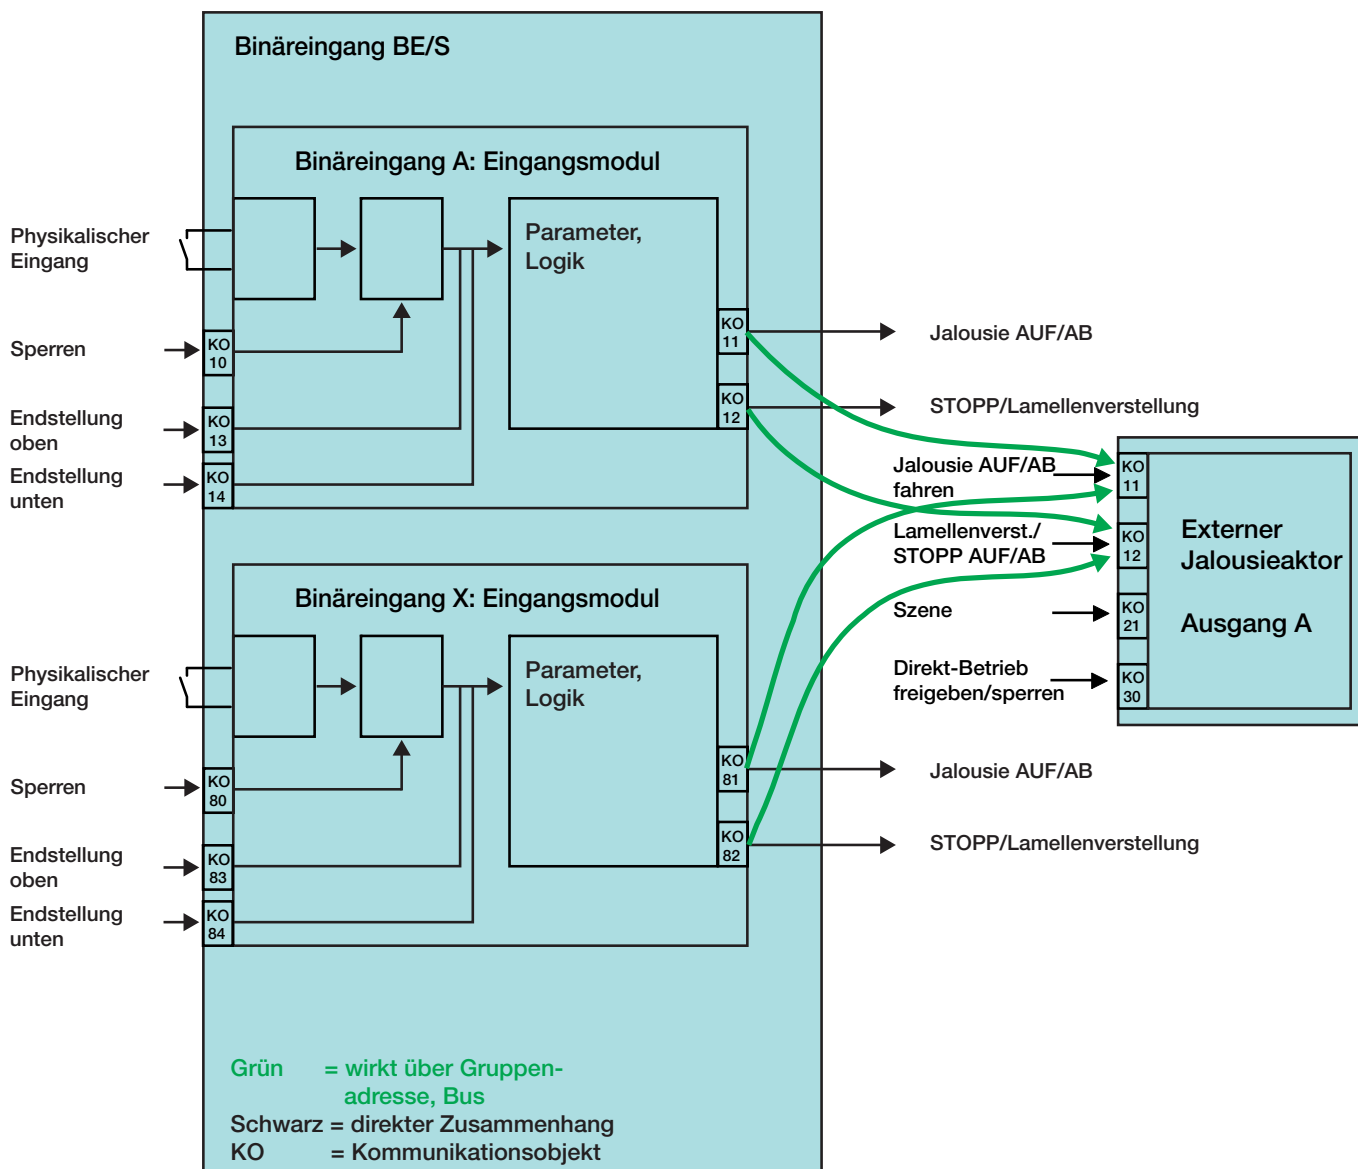 Binäreingang BE/S
Binäreingang A: Eingangsmodul
Physikalischer
Eingang
Parameter,
Logik
Sperren
KO
10
KO
11
Jalousie AUF/AB
Endstellung
oben
KO
13
KO
12
STOPP/Lamellenverstellung
Endstellung
unten
KO
14
Jalousie AUF/AB
fahren
KO
11
Lamellenverst./
STOPP AUF/AB
KO
12
Szene
KO
21
Direkt-Betrieb
freigeben/sperren
KO
30
Externer
Jalousieaktor
Ausgang A
Binäreingang X: Eingangsmodul
Physikalischer
Eingang
Parameter,
Logik
Sperren
KO
80
KO
81
Jalousie AUF/AB
Endstellung
oben
KO
83
KO
82
STOPP/Lamellenverstellung
Endstellung
unten
KO
84
Grün = wirkt über Gruppen-
adresse, Bus
Schwarz = direkter Zusammenhang
KO = Kommunikationsobjekt